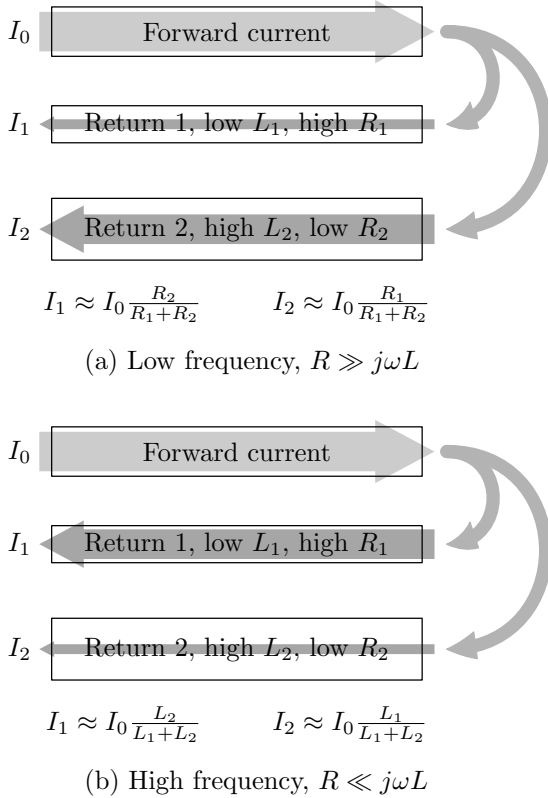 I₀ Forward current
I₁ Return 1, low L₁, high R₁
I₂ Return 2, high L₂, low R₂
I₁ ≈ I₀ R₂/(R₁+R₂) I₂ ≈ I₀ R₁/(R₁+R₂)
(a) Low frequency, R ≫ jωL
I₀ Forward current
I₁ Return 1, low L₁, high R₁
I₂ Return 2, high L₂, low R₂
I₁ ≈ I₀ L₂/(L₁+L₂) I₂ ≈ I₀ L₁/(L₁+L₂)
(b) High frequency, R ≪ jωL